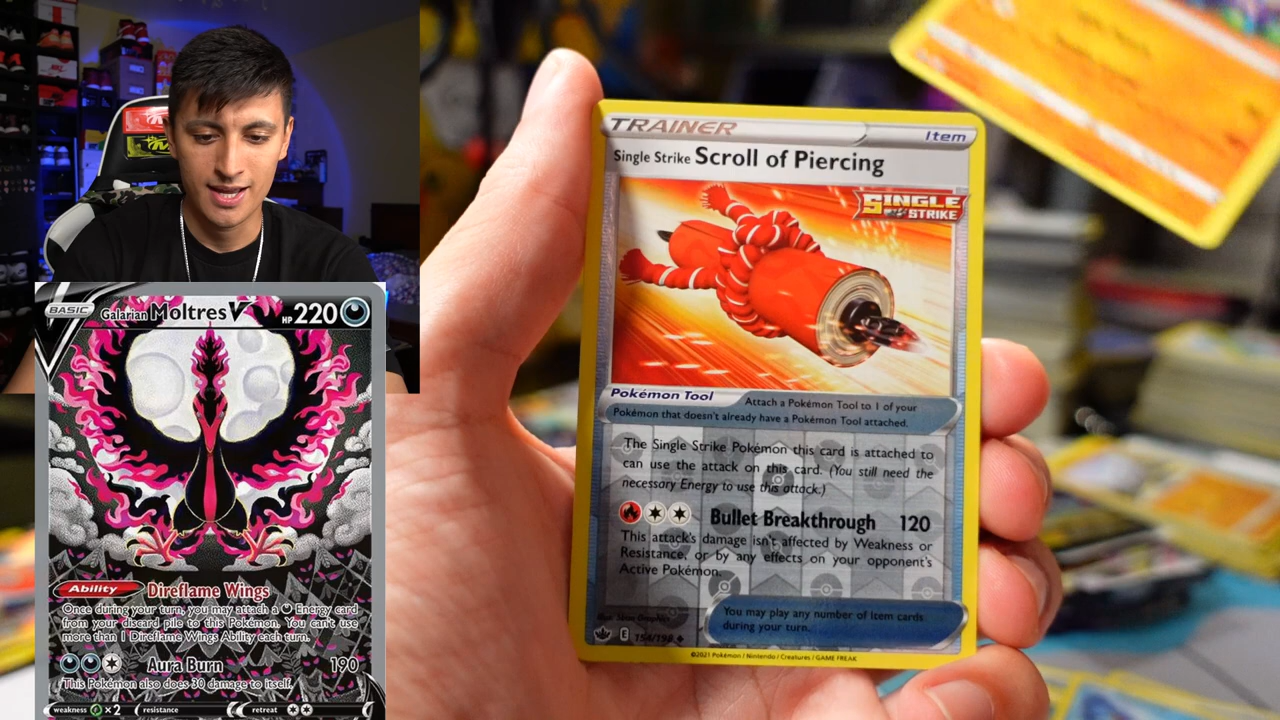 BASIC
Galarian Moltres V HP 220
Ability Direflame Wings
Once during your turn, you may attach a Energy card
from your discard pile to this Pokémon. You can't use
more than 1 Direflame Wings Ability each turn.
Aura Burn 190
This Pokémon also does 30 damage to itself.
weakness ×2 resistance retreat
TRAINER Item
Single Strike Scroll of Piercing
SINGLE
STRIKE
Pokémon Tool Attach a Pokémon Tool to 1 of your
Pokémon that doesn't already have a Pokémon Tool attached.
The Single Strike Pokémon this card is attached to
can use the attack on this card. (You still need the
necessary Energy to use this attack.)
Bullet Breakthrough 120
This attack's damage isn't affected by Weakness or
Resistance, or by any effects on your opponent's
Active Pokémon.
You may play any number of Item cards
during your turn.
E 154/198
©2021 Pokémon / Nintendo / Creatures / GAME FREAK